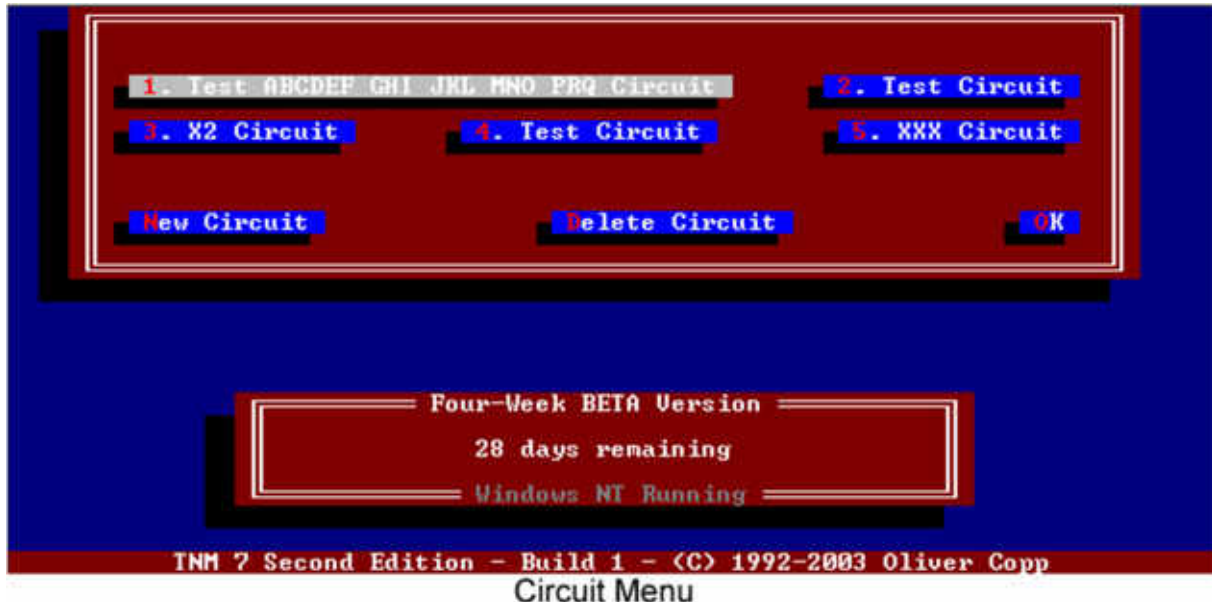 1. Test ABCDEF GHI JKL MNO PRQ Circuit 2. Test Circuit
3. X2 Circuit 4. Test Circuit 5. XXX Circuit
New Circuit Delete Circuit OK
Four-Week BETA Version
28 days remaining
Windows NT Running
TNM 7 Second Edition - Build 1 - (C) 1992-2003 Oliver Copp
Circuit Menu